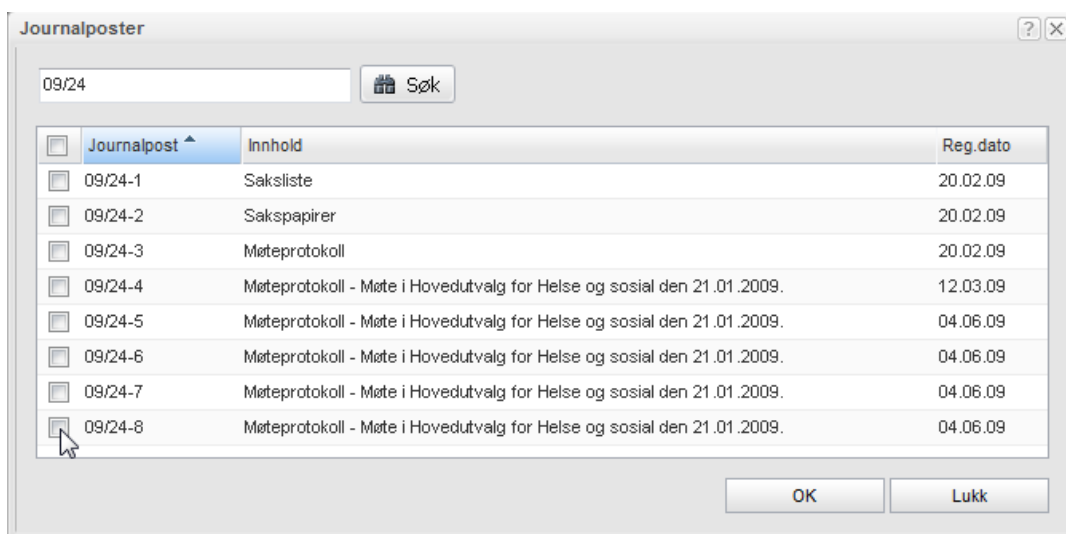 Journalposter
09/24 Søk
Journalpost Innhold Reg.dato
09/24-1 Saksliste 20.02.09
09/24-2 Sakspapirer 20.02.09
09/24-3 Møteprotokoll 20.02.09
09/24-4 Møteprotokoll - Møte i Hovedutvalg for Helse og sosial den 21.01.2009. 12.03.09
09/24-5 Møteprotokoll - Møte i Hovedutvalg for Helse og sosial den 21.01.2009. 04.06.09
09/24-6 Møteprotokoll - Møte i Hovedutvalg for Helse og sosial den 21.01.2009. 04.06.09
09/24-7 Møteprotokoll - Møte i Hovedutvalg for Helse og sosial den 21.01.2009. 04.06.09
09/24-8 Møteprotokoll - Møte i Hovedutvalg for Helse og sosial den 21.01.2009. 04.06.09
OK Lukk